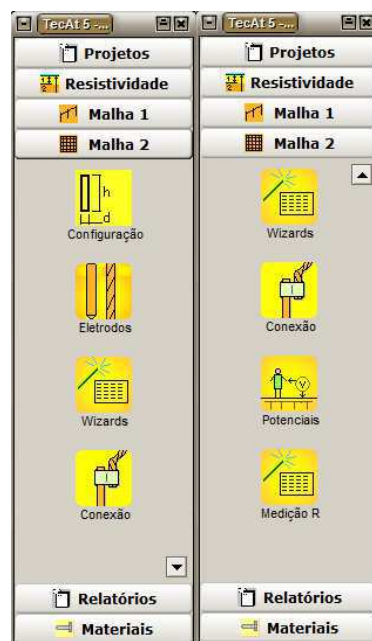 TecAt 5 -...
Projetos
Resistividade
Malha 1
Malha 2
h
d
Configuração
Eletrodos
Wizards
Conexão
Relatórios
Materiais
TecAt 5 -...
Projetos
Resistividade
Malha 1
Malha 2
Wizards
Conexão
V
Potenciais
Medição R
Relatórios
Materiais